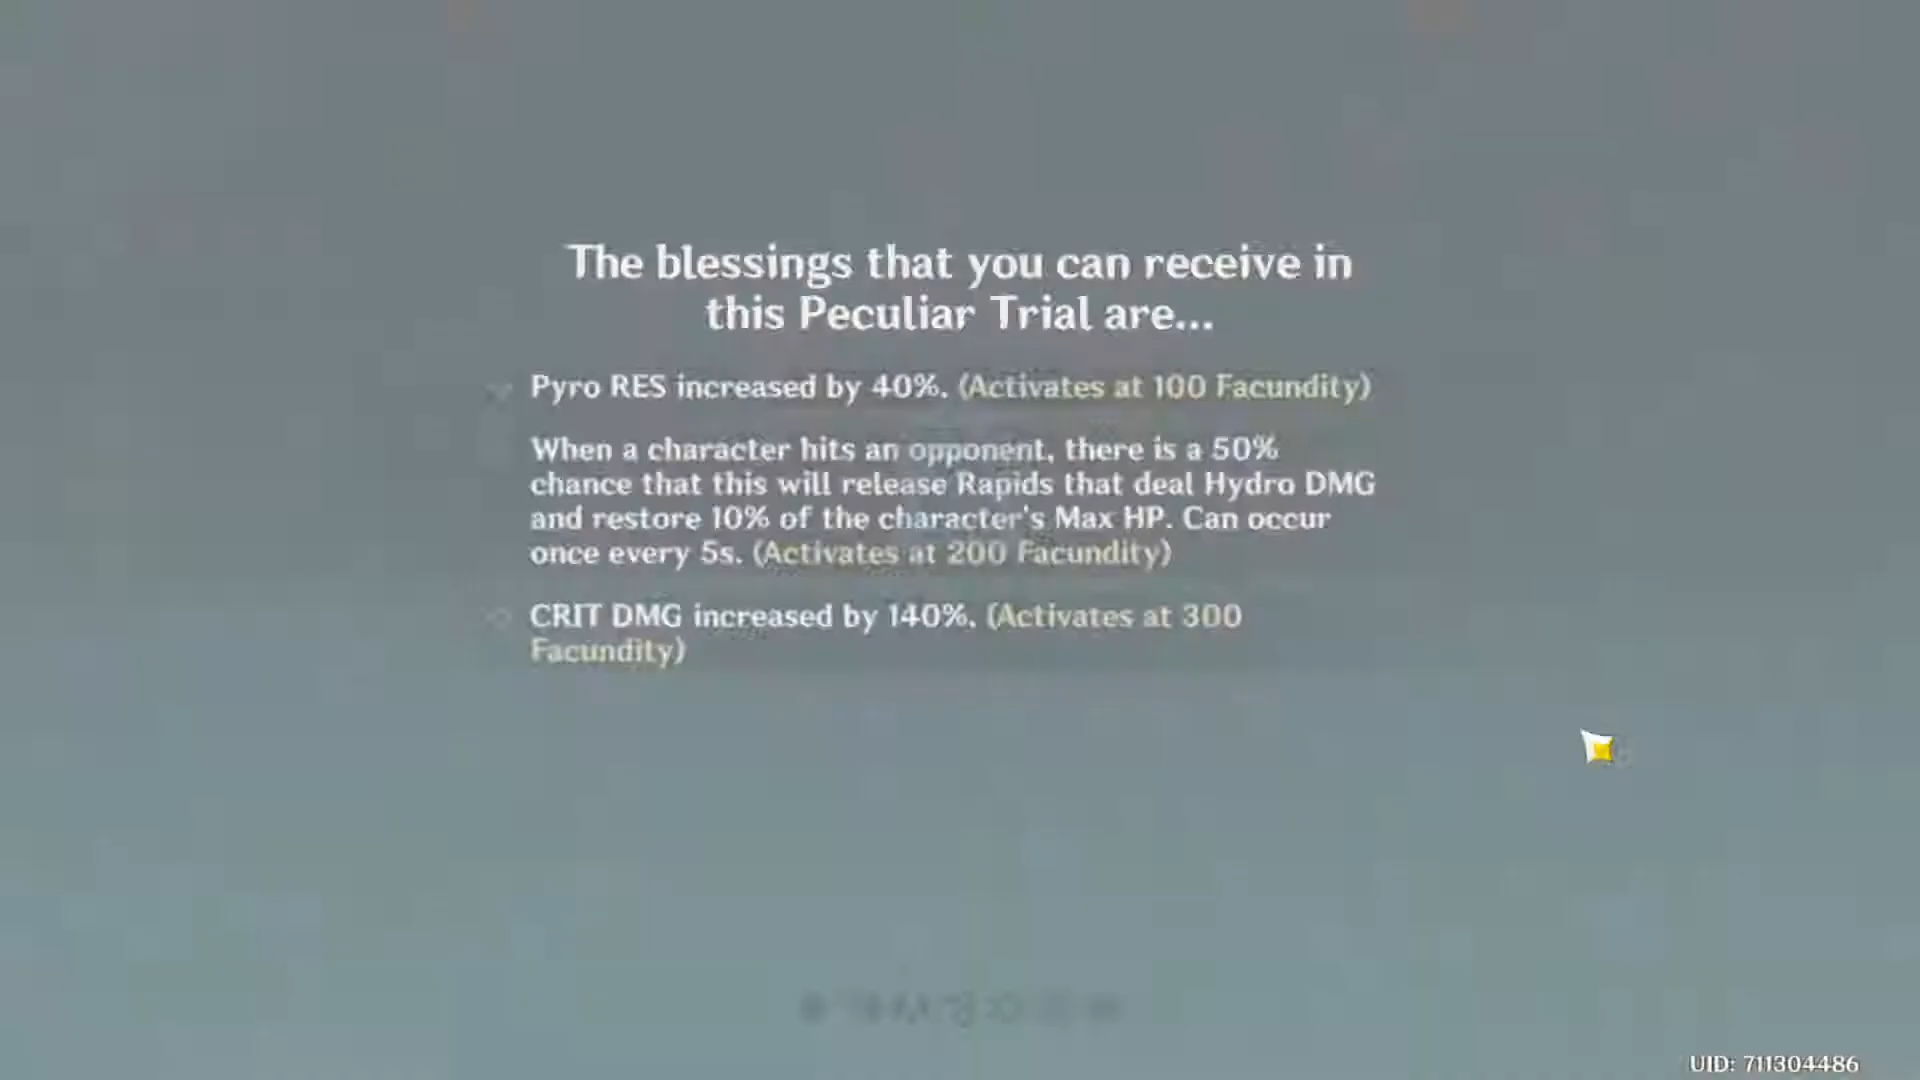 The blessings that you can receive in
this Peculiar Trial are...
Pyro RES increased by 40%. (Activates at 100 Facundity)
When a character hits an opponent, there is a 50%
chance that this will release Rapids that deal Hydro DMG
and restore 10% of the character's Max HP. Can occur
once every 5s. (Activates at 200 Facundity)
CRIT DMG increased by 140%. (Activates at 300
Facundity)
UID: 711304486